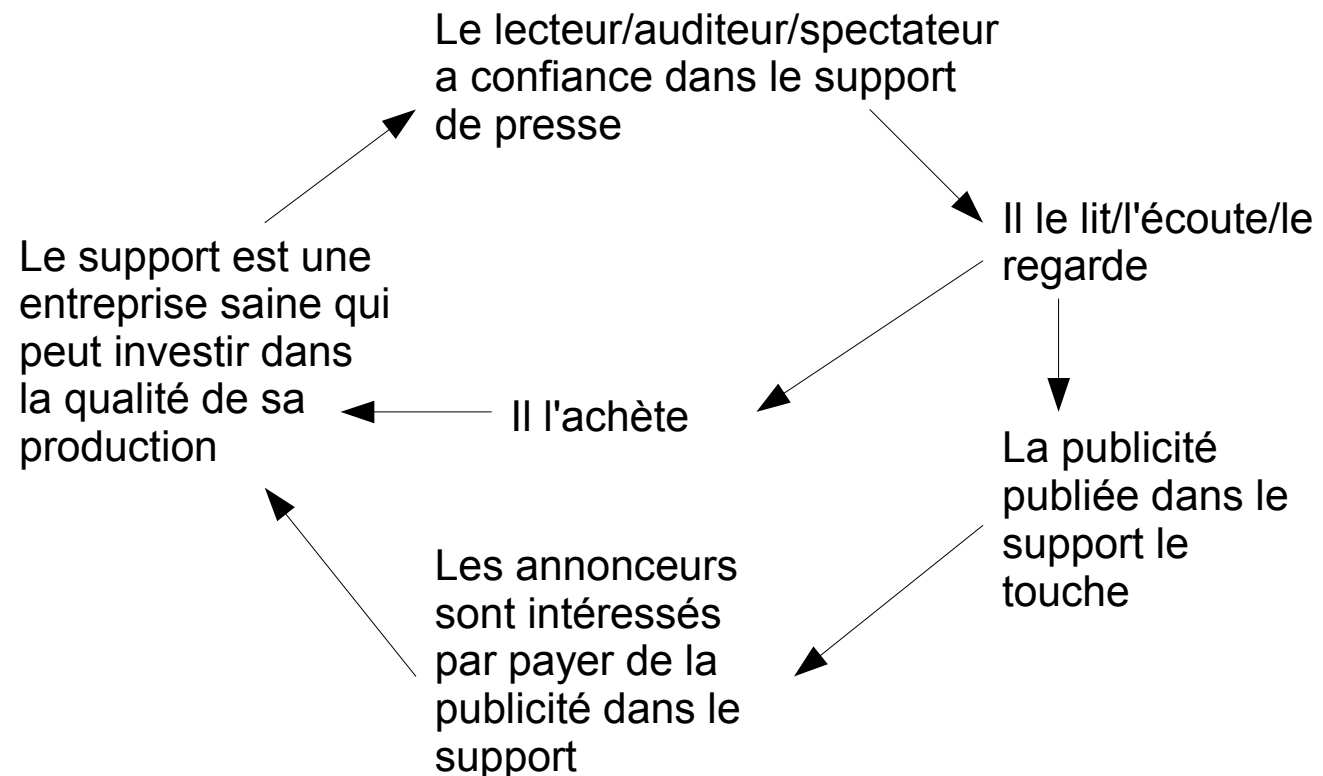 Le lecteur/auditeur/spectateur
a confiance dans le support
de presse
Il le lit/l'écoute/le
regarde
Le support est une
entreprise saine qui
peut investir dans
la qualité de sa
production
Il l'achète
La publicité
publiée dans le
support le
touche
Les annonceurs
sont intéressés
par payer de la
publicité dans le
support